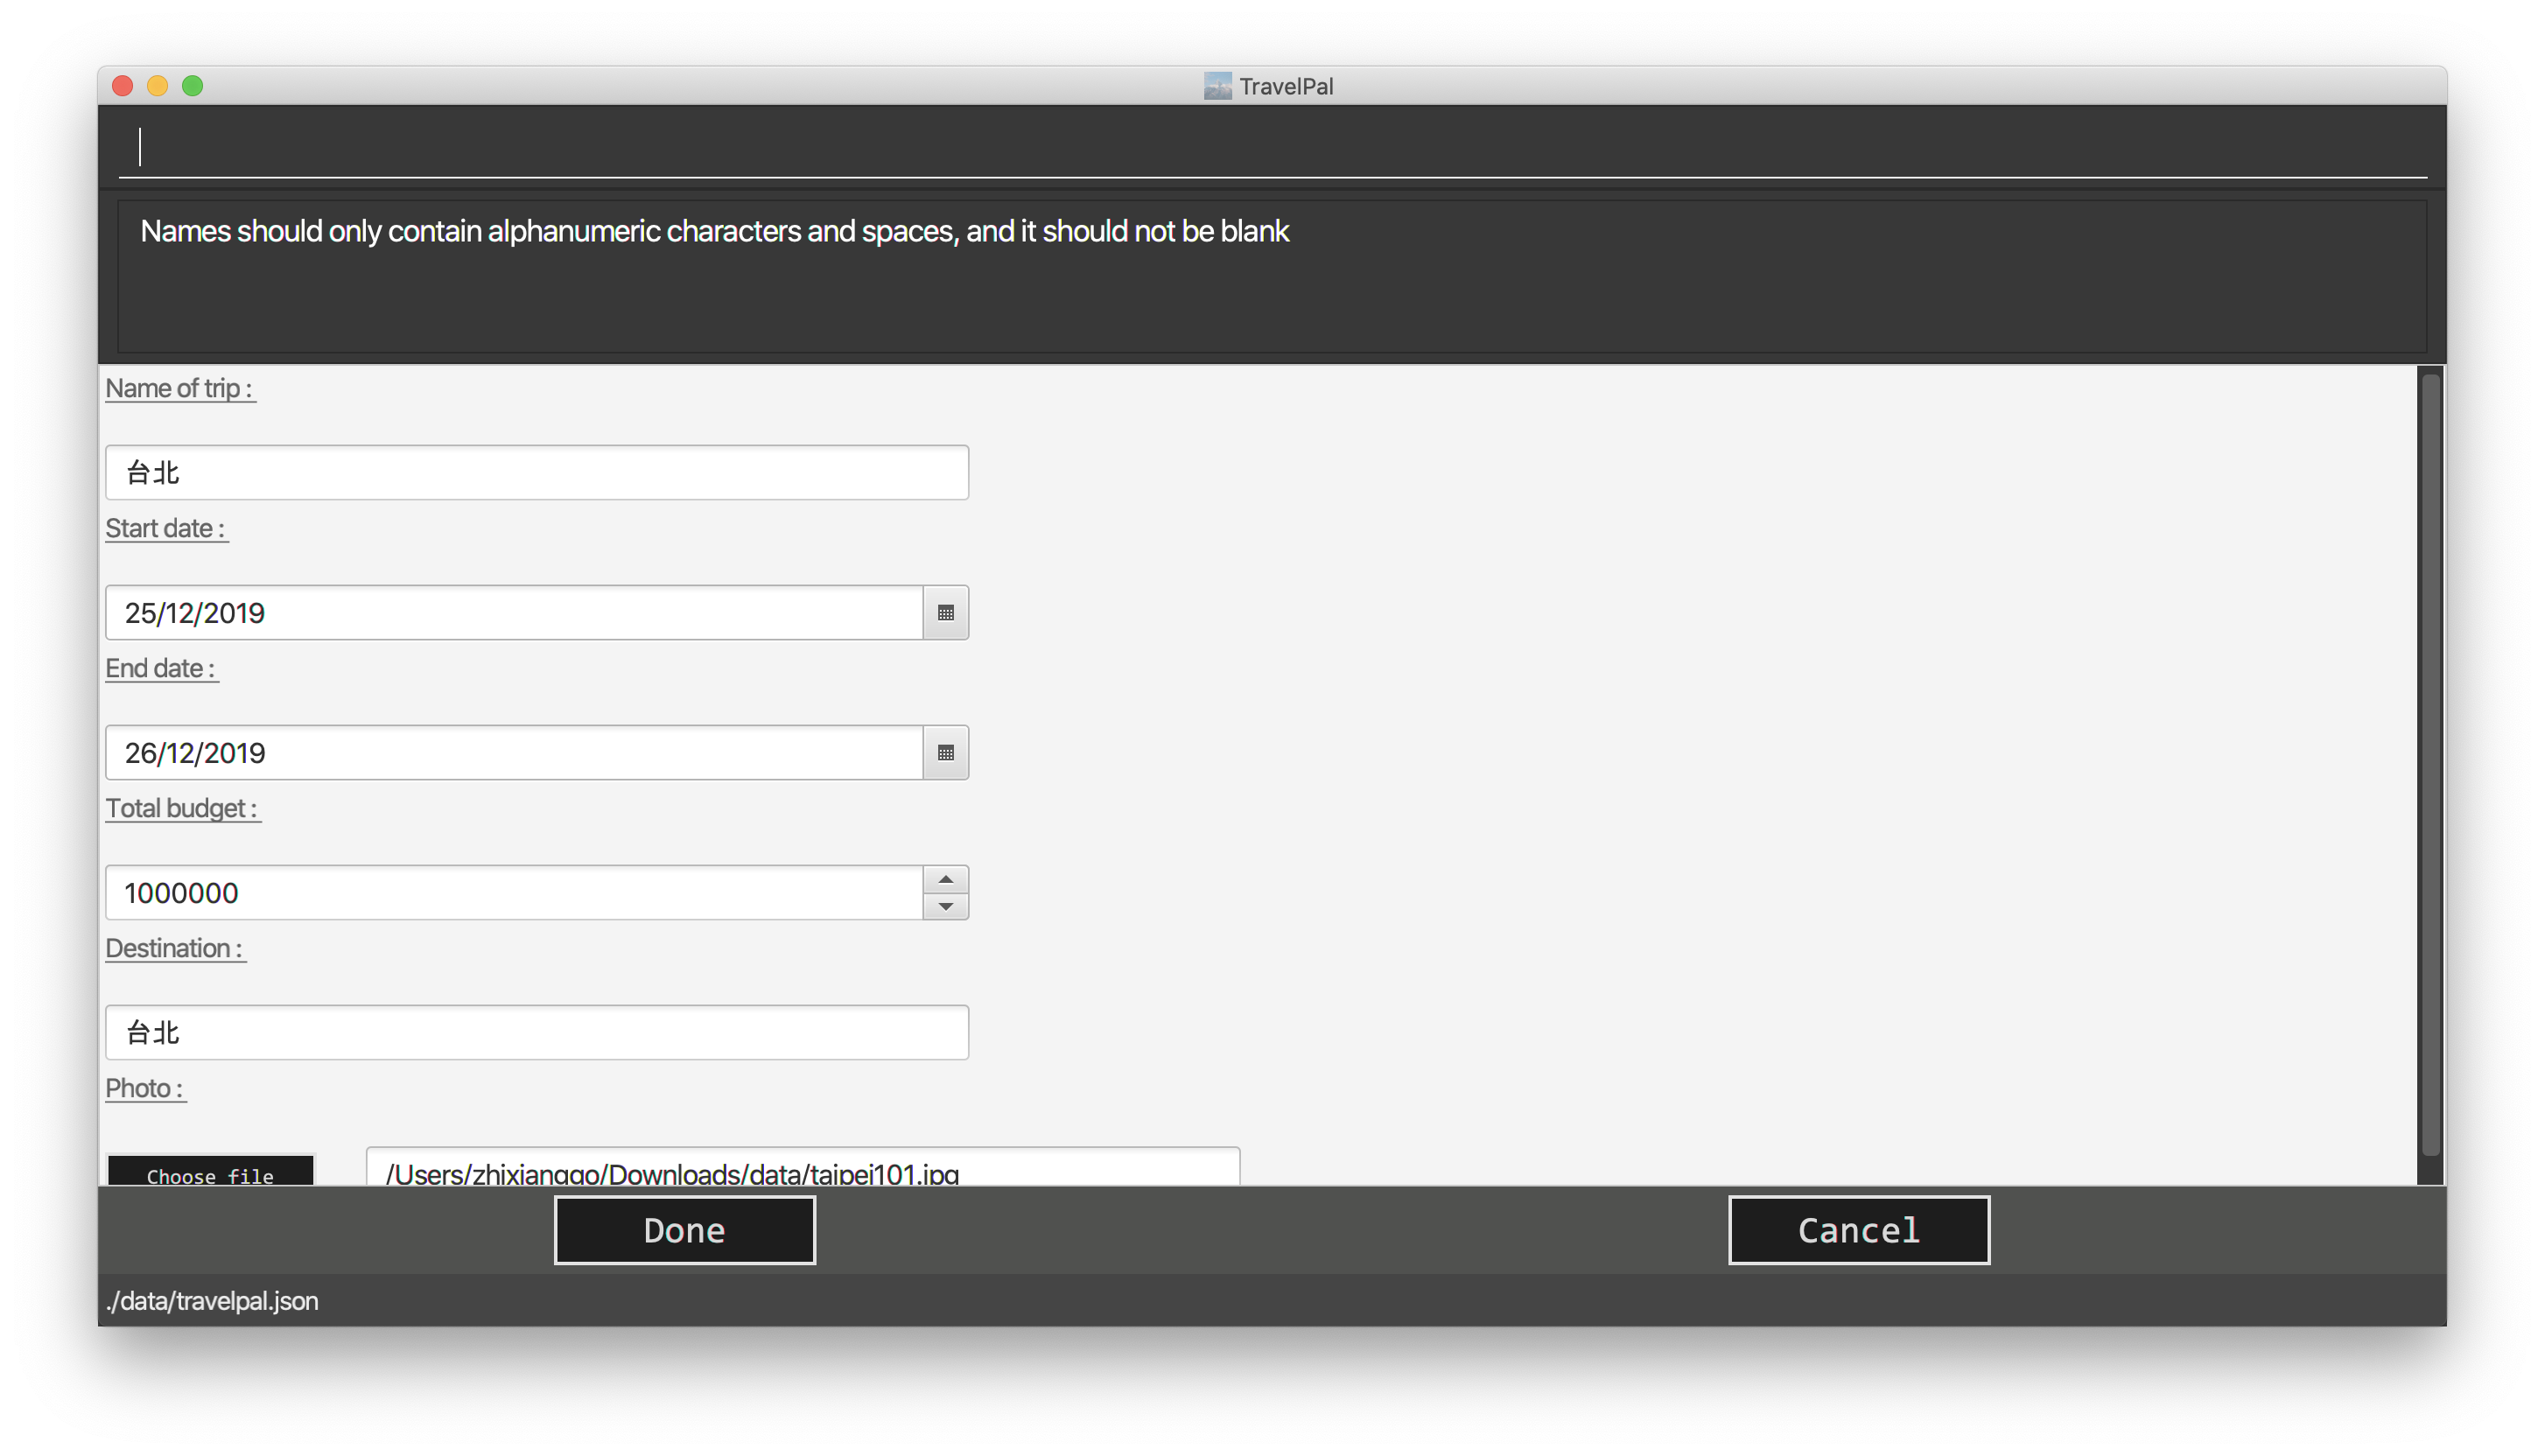 TravelPal
Names should only contain alphanumeric characters and spaces, and it should not be blank
Name of trip :
台北
Start date :
25/12/2019
End date :
26/12/2019
Total budget :
1000000
Destination :
台北
Photo :
Choose file
/Users/zhixianggo/Downloads/data/taipei101.jpg
Done
Cancel
./data/travelpal.json